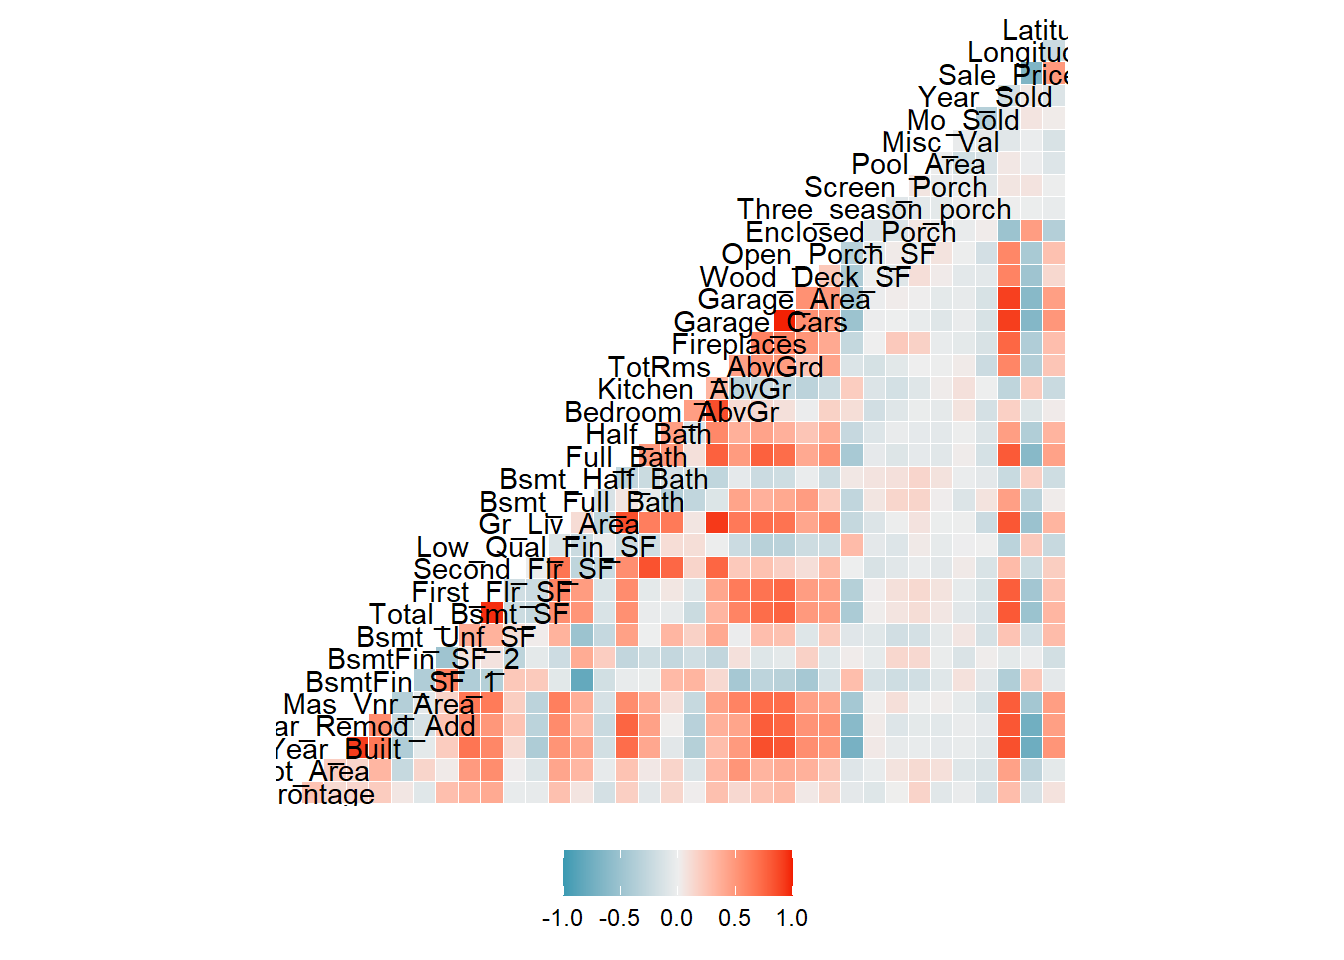 Latitu
Longitud
Sale_Price
Year_Sold
Mo_Sold
Misc_Val
Pool_Area
Screen_Porch
Three_season_porch
Enclosed_Porch
Open_Porch_SF
Wood_Deck_SF
Garage_Area
Garage_Cars
Fireplaces
TotRms_AbvGrd
Kitchen_AbvGr
Bedroom_AbvGr
Half_Bath
Full_Bath
Bsmt_Half_Bath
Bsmt_Full_Bath
Gr_Liv_Area
Low_Qual_Fin_SF
Second_Flr_SF
First_Flr_SF
Total_Bsmt_SF
Bsmt_Unf_SF
BsmtFin_SF_2
BsmtFin_SF_1
Mas_Vnr_Area
ar_Remod_Add
Year_Built
ot_Area
rontage
-1.0 -0.5 0.0 0.5 1.0